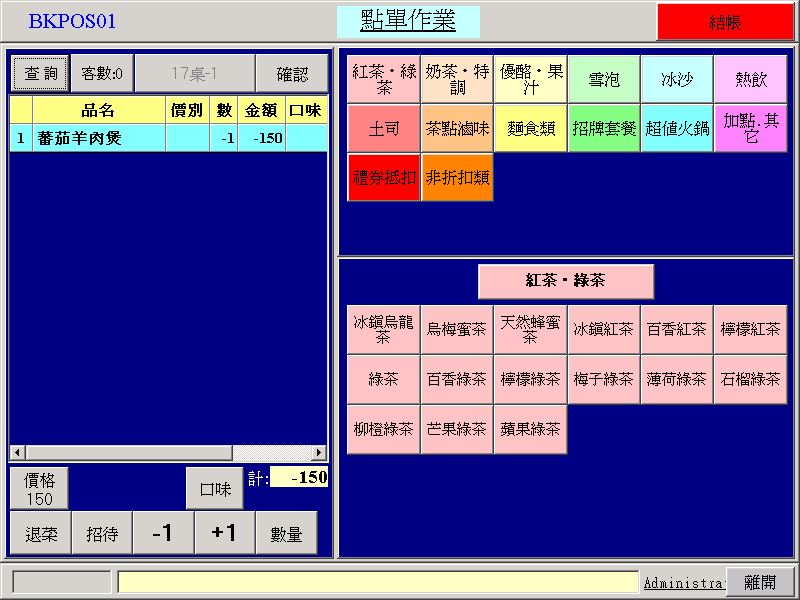 BKPOS01
點單作業
結帳
查詢
客數:0
17桌-1
確認
品名 價別 數 金額 口味
1 蕃茄羊肉煲 -1 -150
價格
150
口味
計: -150
退菜
招待
-1
+1
數量
紅茶‧綠
茶
奶茶‧特
調
優酪‧果
汁
雪泡
冰沙
熱飲
土司
茶點滷味
麵食類
招牌套餐
超值火鍋
加點.其
它
禮券抵扣
非折扣類
紅茶‧綠茶
冰鎮烏龍
茶
烏梅蜜茶
天然蜂蜜
茶
冰鎮紅茶
百香紅茶
檸檬紅茶
綠茶
百香綠茶
檸檬綠茶
梅子綠茶
薄荷綠茶
石榴綠茶
柳橙綠茶
芒果綠茶
蘋果綠茶
Administra
離開